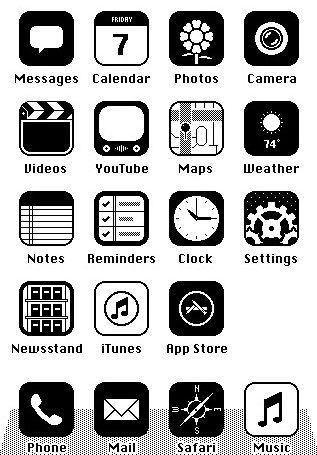 FRIDAY
7
Messages Calendar Photos Camera
74°
Videos YouTube Maps Weather
Notes Reminders Clock Settings
Newsstand iTunes App Store
N
W E
S
Phone Mail Safari Music